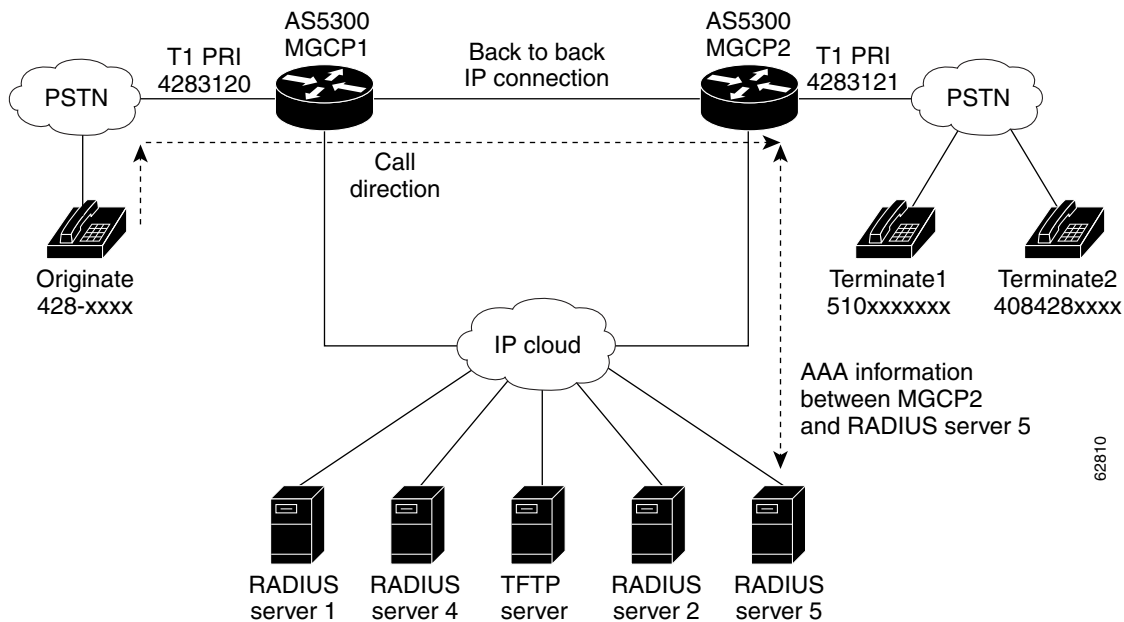 AS5300
MGCP1
AS5300
MGCP2
T1 PRI
4283120
Back to back
IP connection
T1 PRI
4283121
PSTN
PSTN
Call
direction
Originate
428-xxxx
Terminate1
510xxxxxxx
Terminate2
408428xxxx
IP cloud
AAA information
between MGCP2
and RADIUS server 5
62810
RADIUS
server 1
RADIUS
server 4
TFTP
server
RADIUS
server 2
RADIUS
server 5